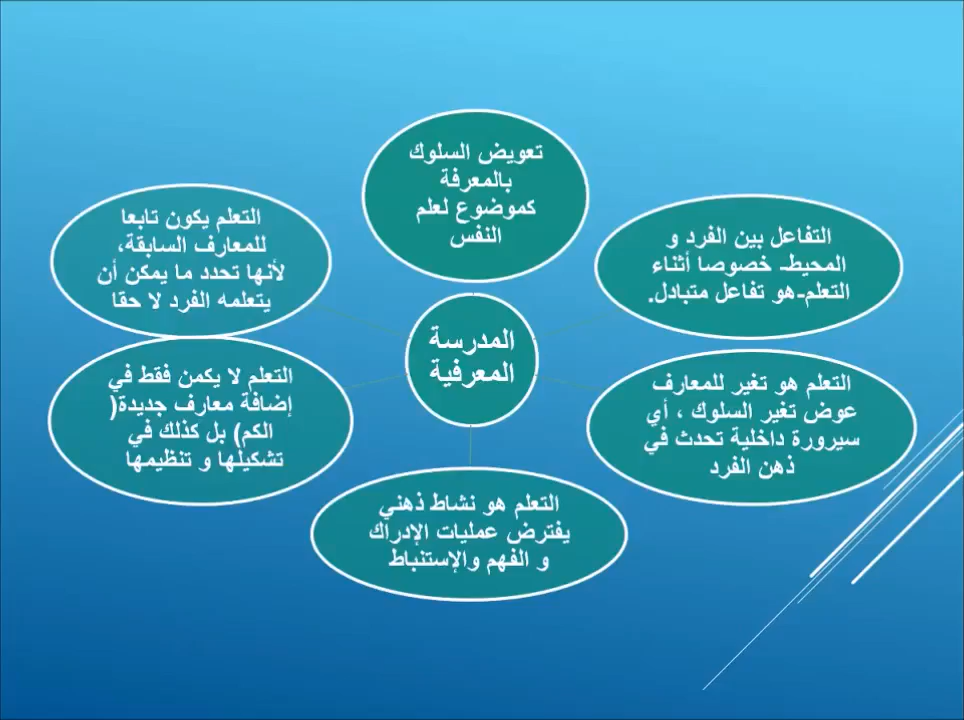 تعويض السلوك
بالمعرفة
كموضوع لعلم
النفس
التفاعل بين الفرد و
المحيط- خصوصا أثناء
التعلم-هو تفاعل متبادل.
التعلم هو تغير للمعارف
عوض تغير السلوك ، أي
سيرورة داخلية تحدث في
ذهن الفرد
التعلم هو نشاط ذهني
يفترض عمليات الإدراك
و الفهم والإستنباط
التعلم لا يكمن فقط في
إضافة معارف جديدة(
الكم) بل كذلك في
تشكيلها و تنظيمها
التعلم يكون تابعا
للمعارف السابقة،
لأنها تحدد ما يمكن أن
يتعلمه الفرد لا حقا
المدرسة
المعرفية